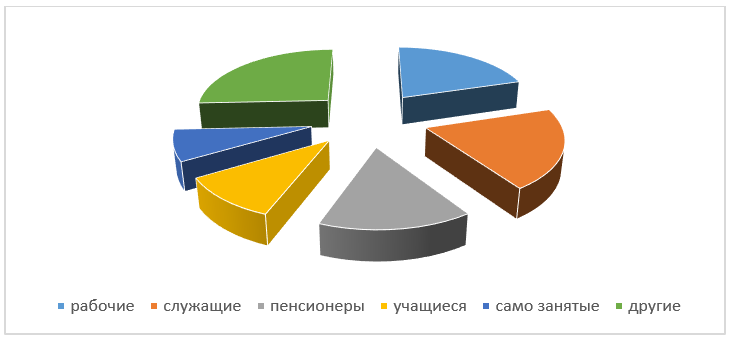 рабочие служащие пенсионеры учащиеся само занятые другие